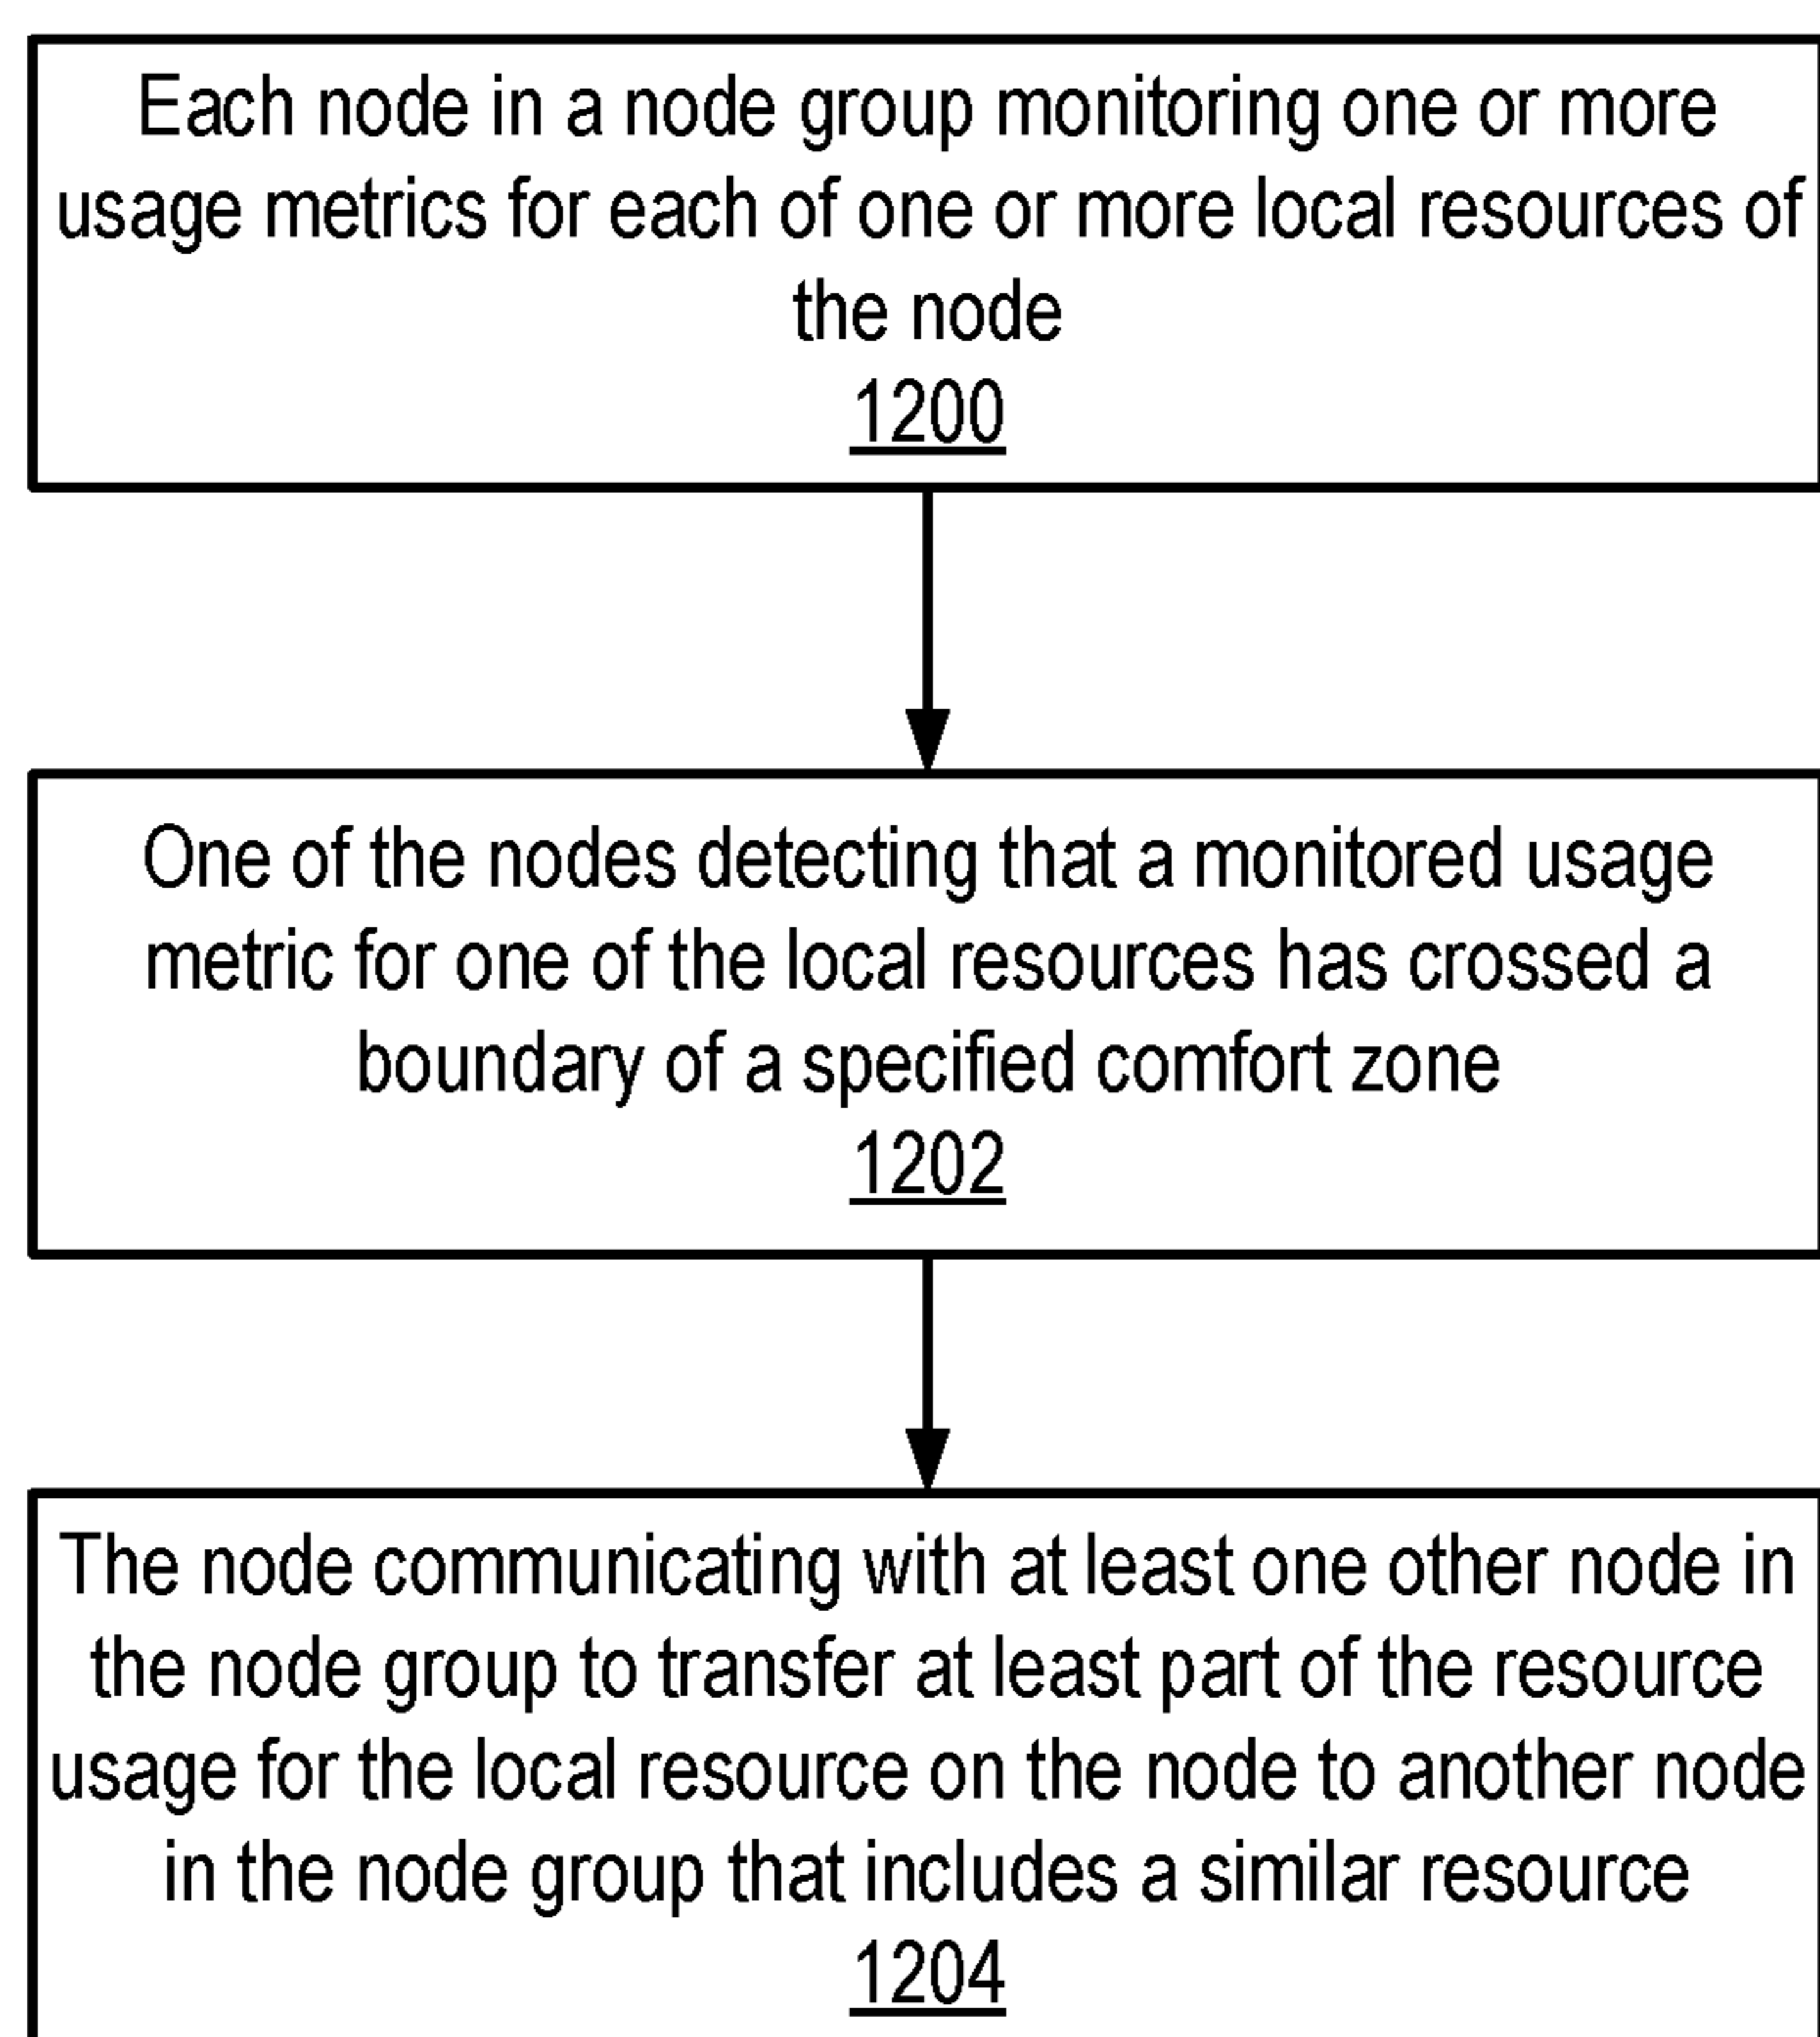 Each node in a node group monitoring one or more
usage metrics for each of one or more local resources of
the node
1200
One of the nodes detecting that a monitored usage
metric for one of the local resources has crossed a
boundary of a specified comfort zone
1202
The node communicating with at least one other node in
the node group to transfer at least part of the resource
usage for the local resource on the node to another node
in the node group that includes a similar resource
1204